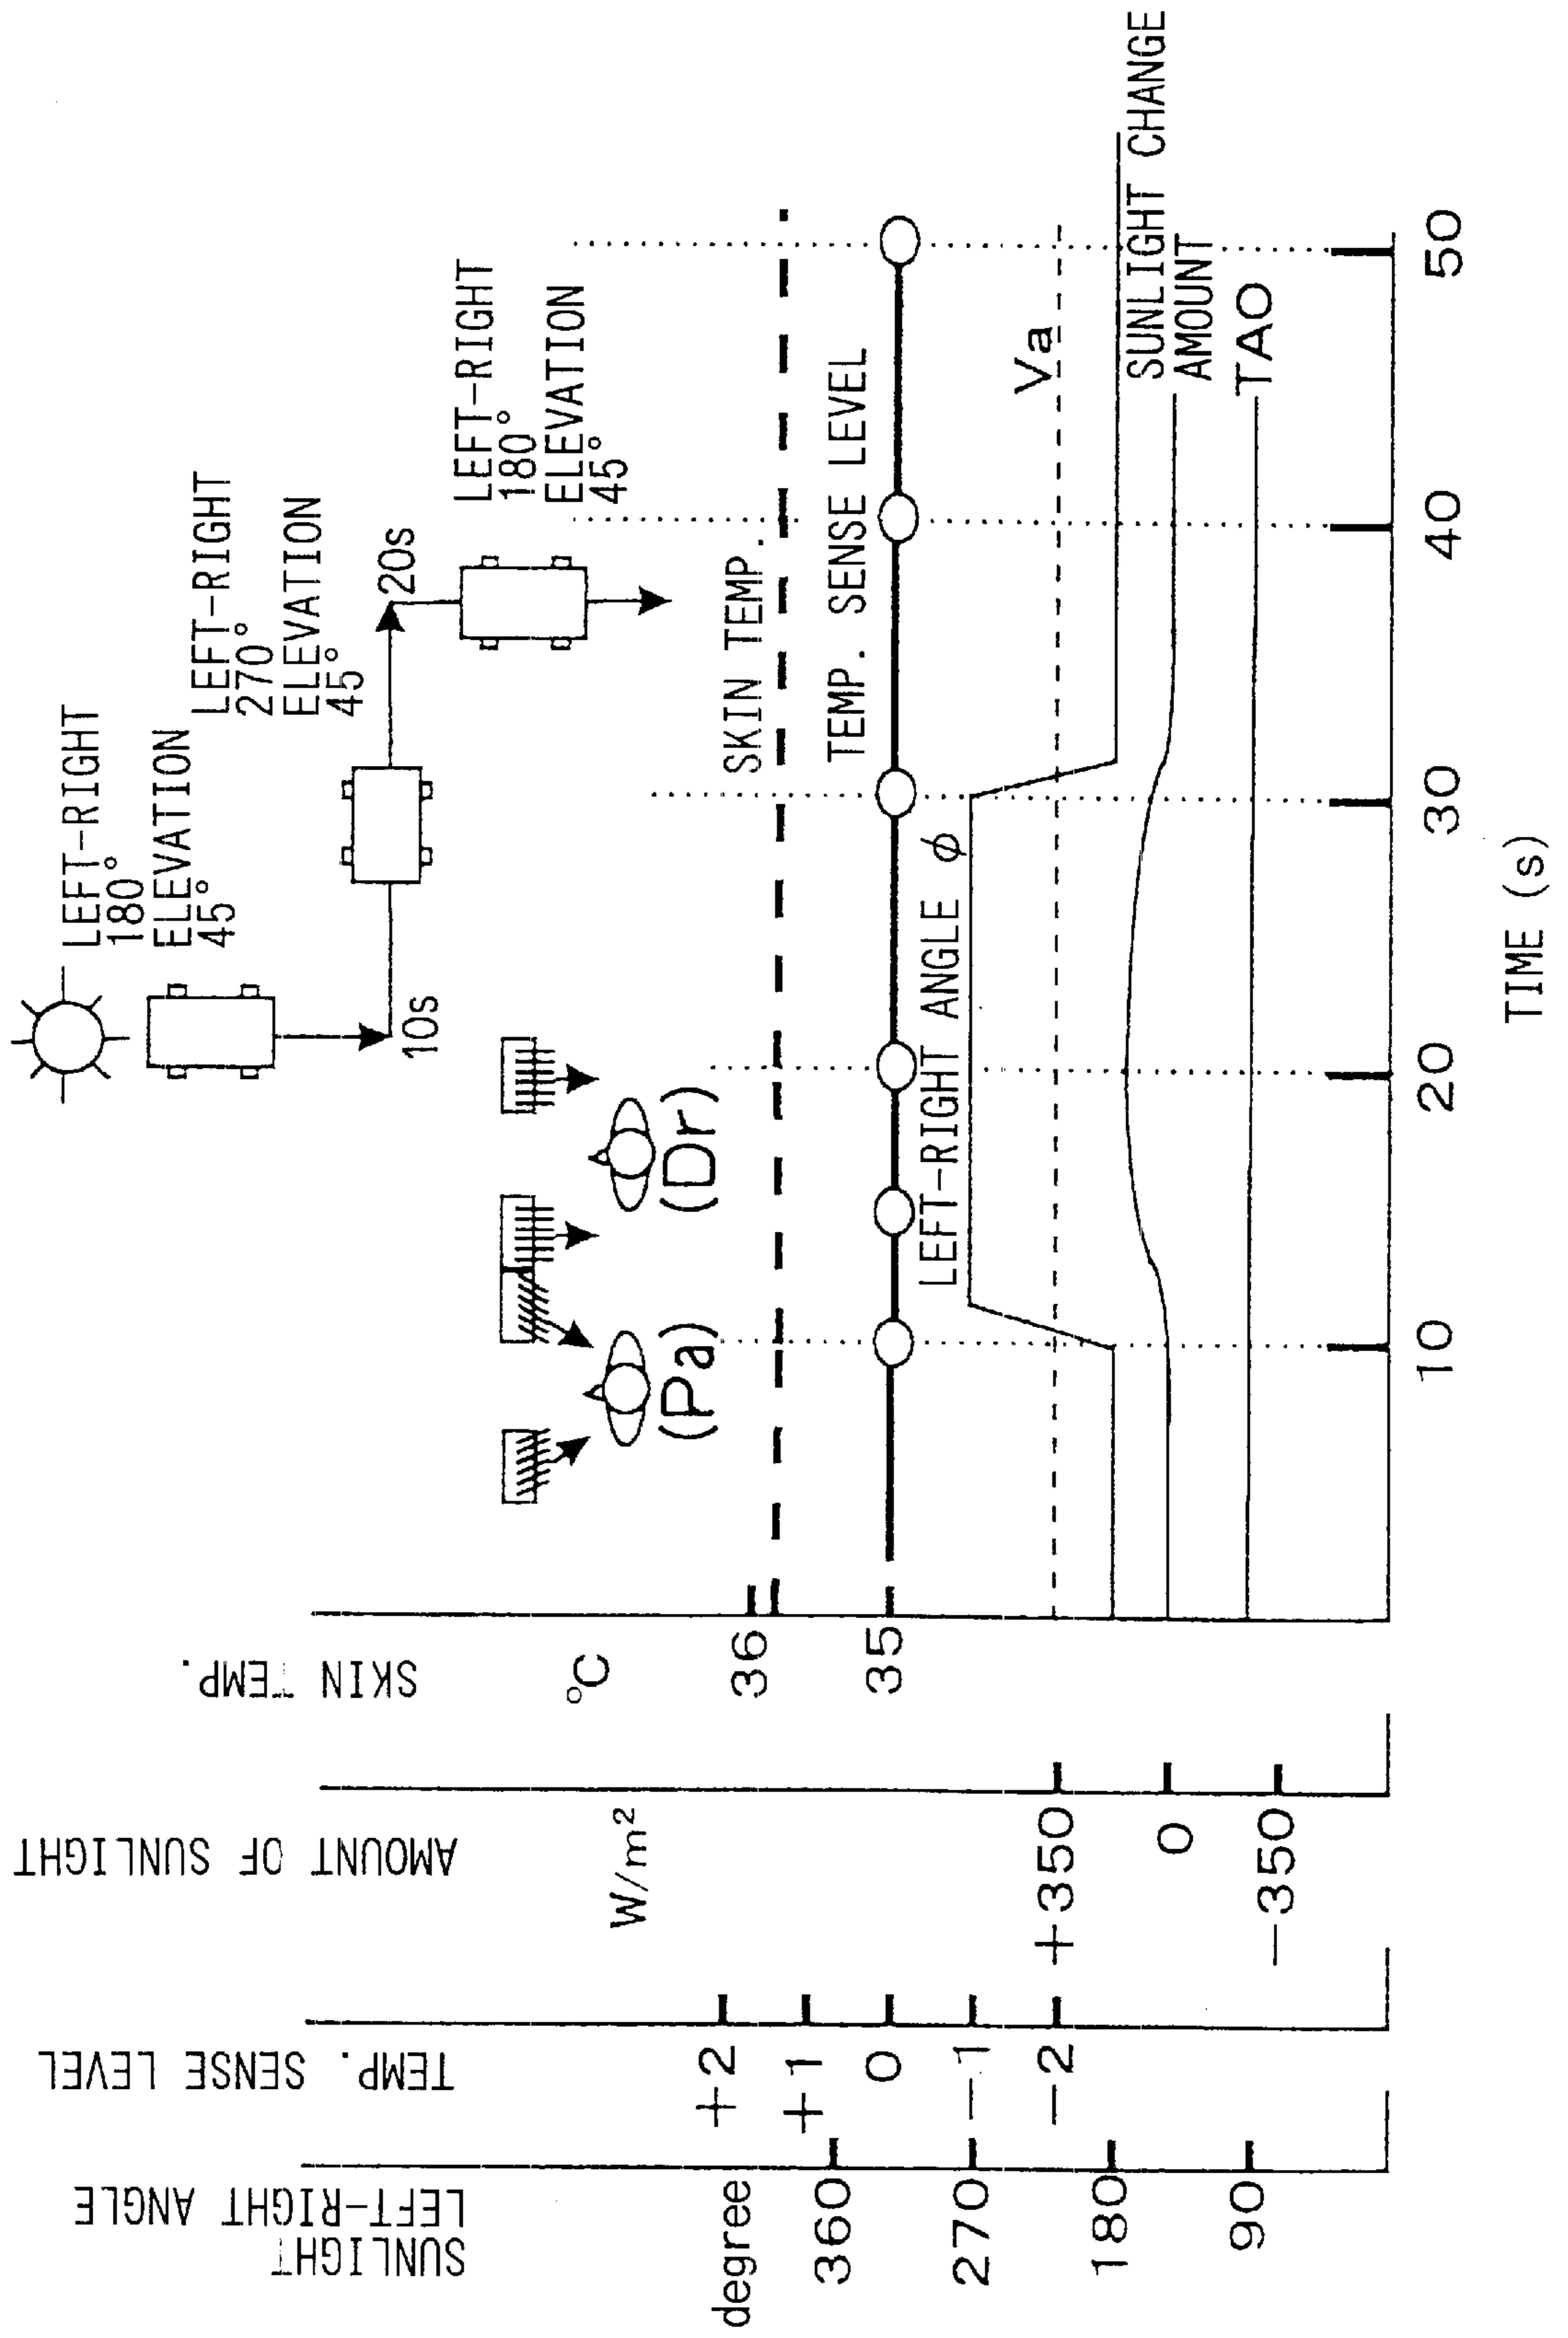 SUNLIGHT
LEFT-RIGHT ANGLE
degree
360
270
180
90
TEMP. SENSE LEVEL
+2
+1
0
−1
−2
AMOUNT OF SUNLIGHT
W/m²
+350
0
−350
SKIN TEMP.
°C
36
35
LEFT-RIGHT
180°
ELEVATION
45°
10s
LEFT-RIGHT
270°
ELEVATION
45°
20s
LEFT-RIGHT
180°
ELEVATION
45°
(Pa)
(Dr)
SKIN TEMP.
TEMP. SENSE LEVEL
LEFT-RIGHT ANGLE ϕ
Va
SUNLIGHT CHANGE
AMOUNT
TAO
10
20
30
40
50
TIME (s)